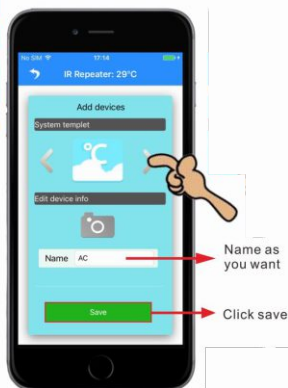 No SIM 17:14
IR Repeater: 29°C
Add devices
System templet
°C
Edit device info
Name AC
Name as
you want
Save
Click save